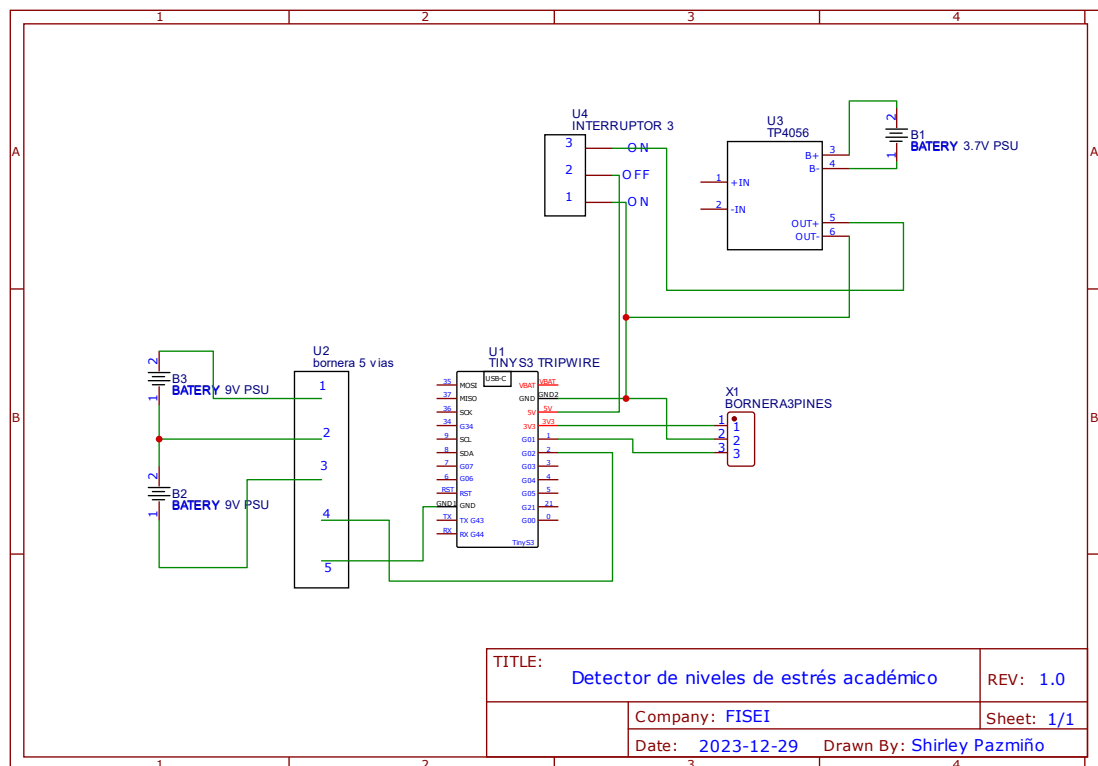 1 2 3 4
A A
B B
U4
INTERRUPTOR 3
3 ON
2 OFF
1 ON
U3
TP4056
1 +IN
2 -IN
B+ 3
B- 4
OUT+ 5
OUT- 6
2
B1
BATERY 3.7V PSU
1
U2
bornera 5 vias
1
2
3
4
5
2
B3
BATERY 9V PSU
1
2
B2
BATERY 9V PSU
1
U1
TINYS3 TRIPWIRE
USB-C
35 MOSI VBAT VBAT
37 MISO GND GND2
36 SCK 5V 5V
34 G34 3V3 3V3
9 SCL G01 1
8 SDA G02 2
7 G07 G03 3
6 G06 G04 4
RST RST G05 5
GND1 GND G21 21
TX TX G43 G00 0
RX RX G44
TinyS3
X1
BORNERA3PINES
1 1
2 2
3 3
TITLE:
Detector de niveles de estrés académico
REV: 1.0
Company: FISEI
Sheet: 1/1
Date: 2023-12-29 Drawn By: Shirley Pazmiño
1 2 3 4